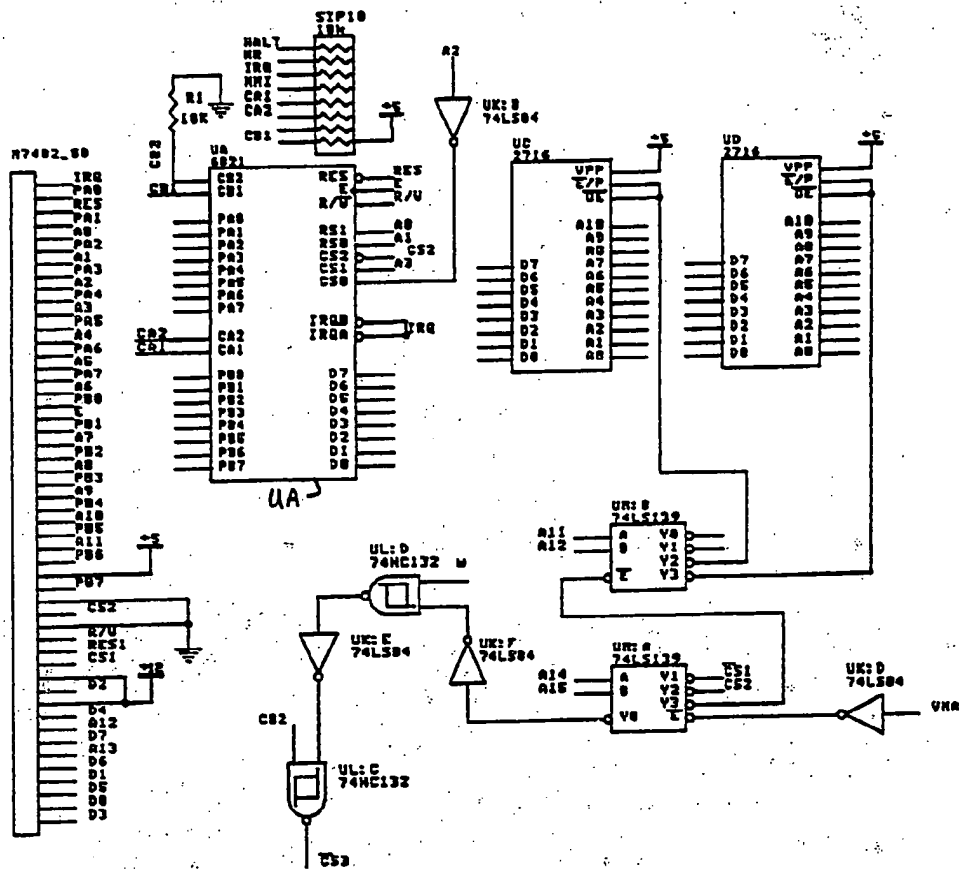 SIP10
10K
HALT
MR
IRQ
NMI
CA1
CA2
CB1
+5
R1
10K
CB2
CB1
A2
UK:B
74LS04
M7402_50
IRQ
PA0
RES
PA1
A0
PA2
A1
PA3
A2
PA4
A3
PA5
A4
PA6
A5
PA7
A6
PB0
E
PB1
A7
PB2
A8
PB3
A9
PB4
A10
PB5
A11
PB6
+5
PB7
CS2
R/W
RES1
CS1
+12
D2
D4
A12
D7
A13
D6
D1
D5
D0
D3
UA
6821
CB2
CB1
PA0
PA1
PA2
PA3
PA4
PA5
PA6
PA7
CA2
CA1
PB0
PB1
PB2
PB3
PB4
PB5
PB6
PB7
RES
E
R/W
RS1
RS0
CS2
CS1
CS0
IRQB
IRQA
D7
D6
D5
D4
D3
D2
D1
D0
RES
E
R/W
A0
A1
CS2
A3
IRQ
CA2
CA1
UA
UC
2716
+5
VPP
E/P
OE
A10
A9
A8
A7
A6
A5
A4
A3
A2
A1
A0
D7
D6
D5
D4
D3
D2
D1
D0
UD
2716
+5
VPP
E/P
OE
A10
A9
A8
A7
A6
A5
A4
A3
A2
A1
A0
D7
D6
D5
D4
D3
D2
D1
D0
UM:B
74LS139
A11
A12
A
B
E
Y0
Y1
Y2
Y3
UL:D
74HC132
W
UK:E
74LS04
UK:F
74LS04
UM:A
74LS139
A14
A15
A
B
Y0
Y1
Y2
Y3
E
CS1
CS2
UK:D
74LS04
VMA
CS2
UL:C
74HC132
CS3